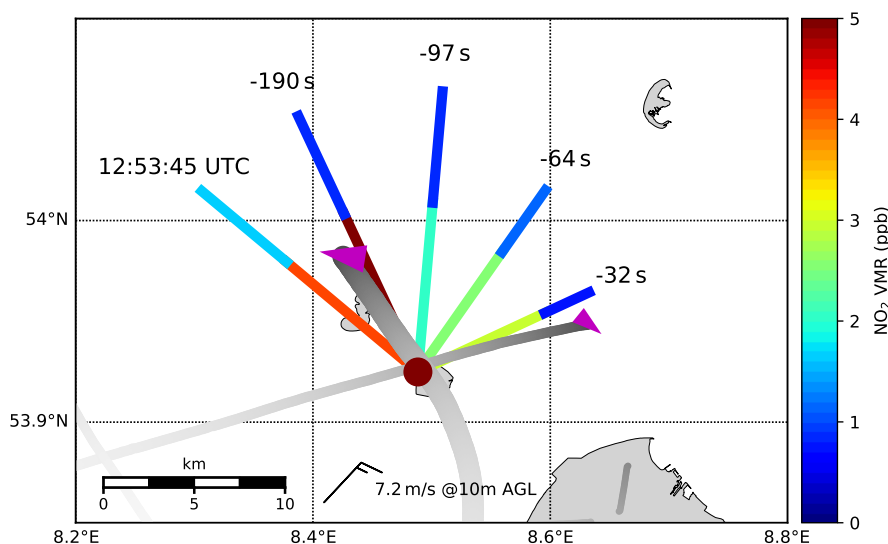 -97 s
-190 s
12:53:45 UTC
-64 s
-32 s
54°N
53.9°N
8.2°E
8.4°E
8.6°E
8.8°E
km
0
5
10
7.2 m/s @10m AGL
5
4
3
2
1
0
NO₂ VMR (ppb)